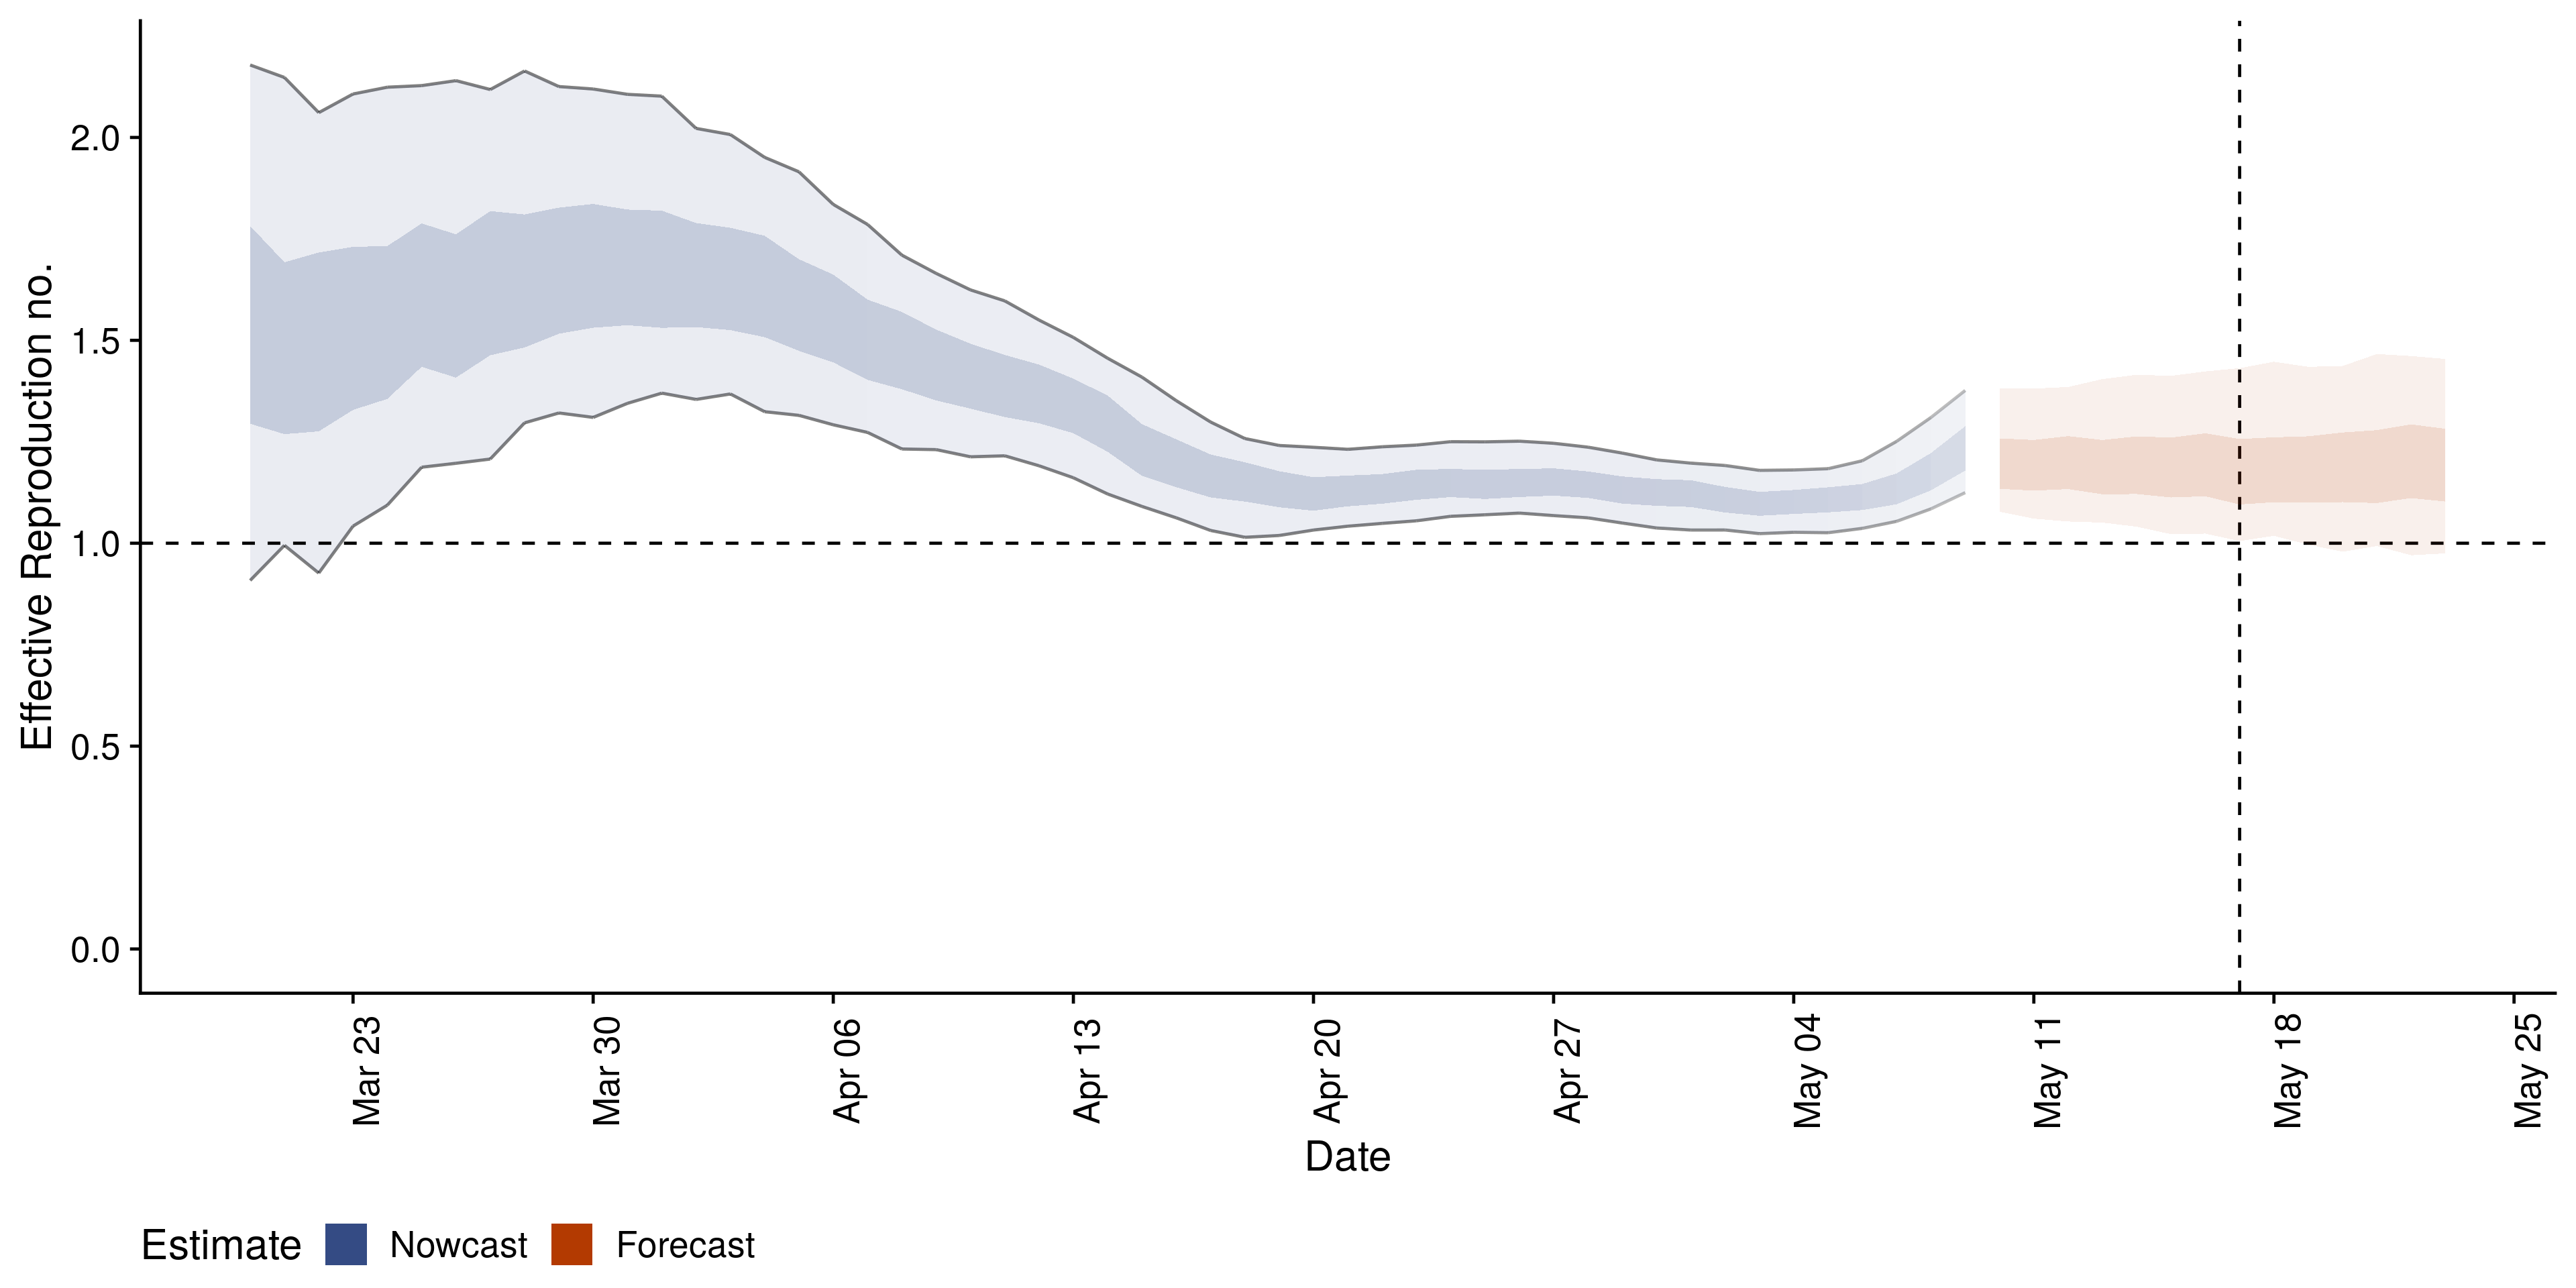 Effective Reproduction no.
2.0
1.5
1.0
0.5
0.0
Mar 23
Mar 30
Apr 06
Apr 13
Apr 20
Apr 27
May 04
May 11
May 18
May 25
Date
Estimate Nowcast Forecast